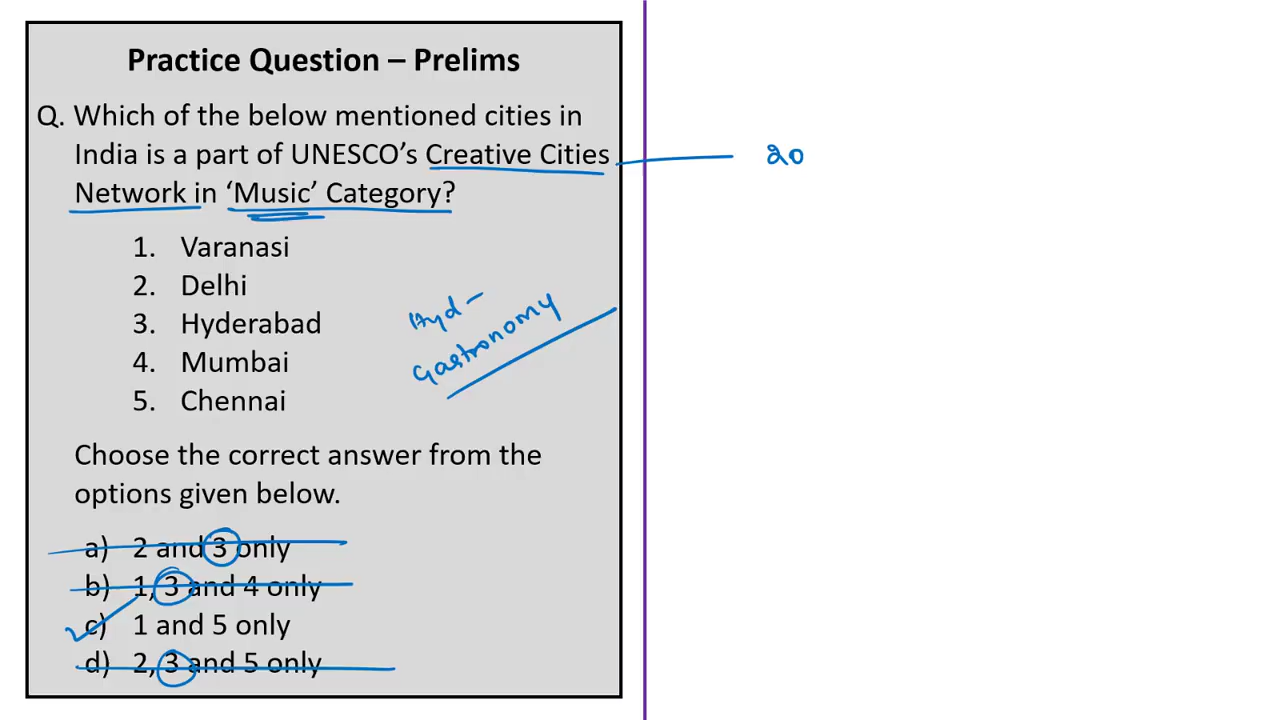 Practice Question – Prelims
Q. Which of the below mentioned cities in
India is a part of UNESCO's Creative Cities
Network in ‘Music’ Category?
20
1. Varanasi
2. Delhi
3. Hyderabad
4. Mumbai
5. Chennai
Hyd –
Gastronomy
Choose the correct answer from the
options given below.
a) 2 and 3 only
b) 1, 3 and 4 only
c) 1 and 5 only
d) 2, 3 and 5 only